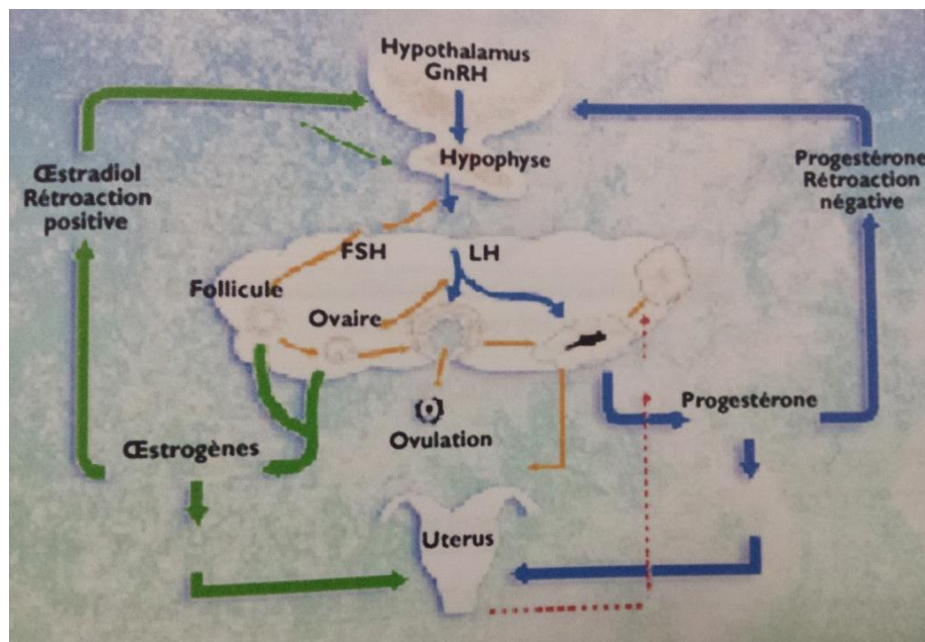 Hypothalamus
GnRH
Hypophyse
Œstradiol
Rétroaction
positive
Progestérone
Rétroaction
négative
FSH
LH
Follicule
Ovaire
Ovulation
Œstrogènes
Progestérone
Uterus